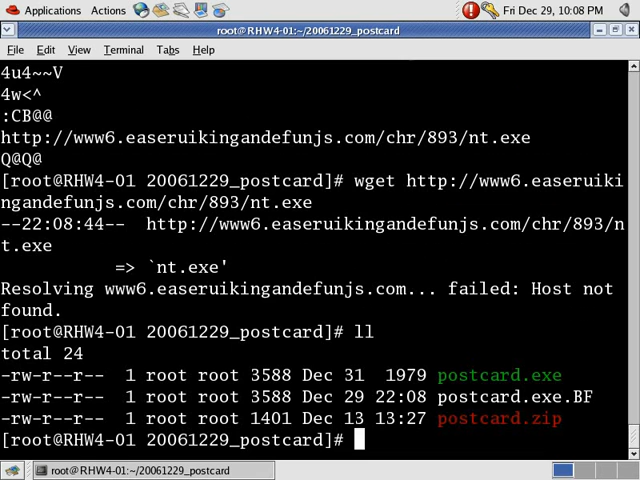 Applications Actions Fri Dec 29, 10:08 PM
root@RHW4-01:~/20061229_postcard
File Edit View Terminal Tabs Help
4u4~~V
4w<^
:CB@@
http://www6.easeruikingandefunjs.com/chr/893/nt.exe
Q@Q@
[root@RHW4-01 20061229_postcard]# wget http://www6.easeruiki
ngandefunjs.com/chr/893/nt.exe
--22:08:44-- http://www6.easeruikingandefunjs.com/chr/893/n
t.exe
=> `nt.exe'
Resolving www6.easeruikingandefunjs.com... failed: Host not
found.
[root@RHW4-01 20061229_postcard]# ll
total 24
-rw-r--r-- 1 root root 3588 Dec 31 1979 postcard.exe
-rw-r--r-- 1 root root 3588 Dec 29 22:08 postcard.exe.BF
-rw-r--r-- 1 root root 1401 Dec 13 13:27 postcard.zip
[root@RHW4-01 20061229_postcard]#
root@RHW4-01:~/20061229_postcard